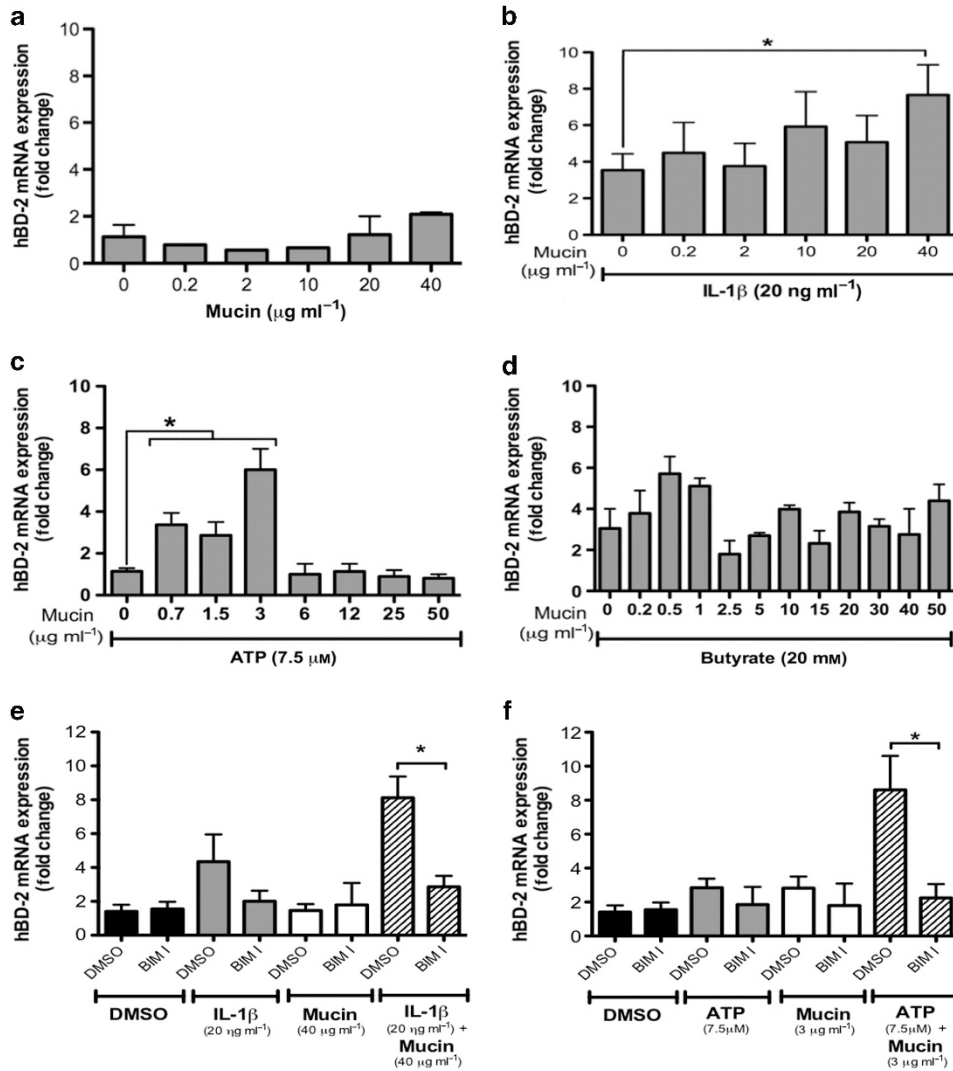 a
hBD-2 mRNA expression
(fold change)
10
8
6
4
2
0
0 0.2 2 10 20 40
Mucin (μg ml⁻¹)
b
hBD-2 mRNA expression
(fold change)
10
8
6
4
2
0
*
Mucin 0 0.2 2 10 20 40
(μg ml⁻¹)
IL-1β (20 ng ml⁻¹)
c
hBD-2 mRNA expression
(fold change)
10
8
6
4
2
0
*
Mucin 0 0.7 1.5 3 6 12 25 50
(μg ml⁻¹)
ATP (7.5 μM)
d
hBD-2 mRNA expression
(fold change)
10
8
6
4
2
0
Mucin 0 0.2 0.5 1 2.5 5 10 15 20 30 40 50
(μg ml⁻¹)
Butyrate (20 mM)
e
hBD-2 mRNA expression
(fold change)
12
10
8
6
4
2
0
*
DMSO BIM I DMSO BIM I DMSO BIM I DMSO BIM I
DMSO IL-1β Mucin IL-1β
(20 ηg ml⁻¹) (40 μg ml⁻¹) (20 ηg ml⁻¹) +
Mucin
(40 μg ml⁻¹)
f
hBD-2 mRNA expression
(fold change)
12
10
8
6
4
2
0
*
DMSO BIM I DMSO BIM I DMSO BIM I DMSO BIM I
DMSO ATP Mucin ATP
(7.5μM) (3 μg ml⁻¹) (7.5μM) +
Mucin
(3 μg ml⁻¹)